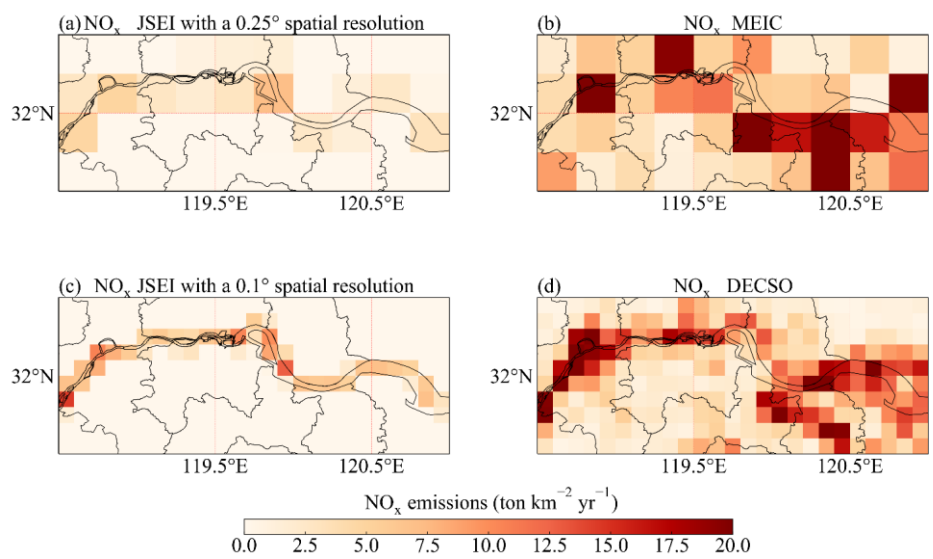 (a) NOₓ JSEI with a 0.25° spatial resolution
(b) NOₓ MEIC
32°N
119.5°E 120.5°E
119.5°E 120.5°E
(c) NOₓ JSEI with a 0.1° spatial resolution
(d) NOₓ DECSO
32°N
119.5°E 120.5°E
119.5°E 120.5°E
NOₓ emissions (ton km⁻² yr⁻¹)
0.0 2.5 5.0 7.5 10.0 12.5 15.0 17.5 20.0